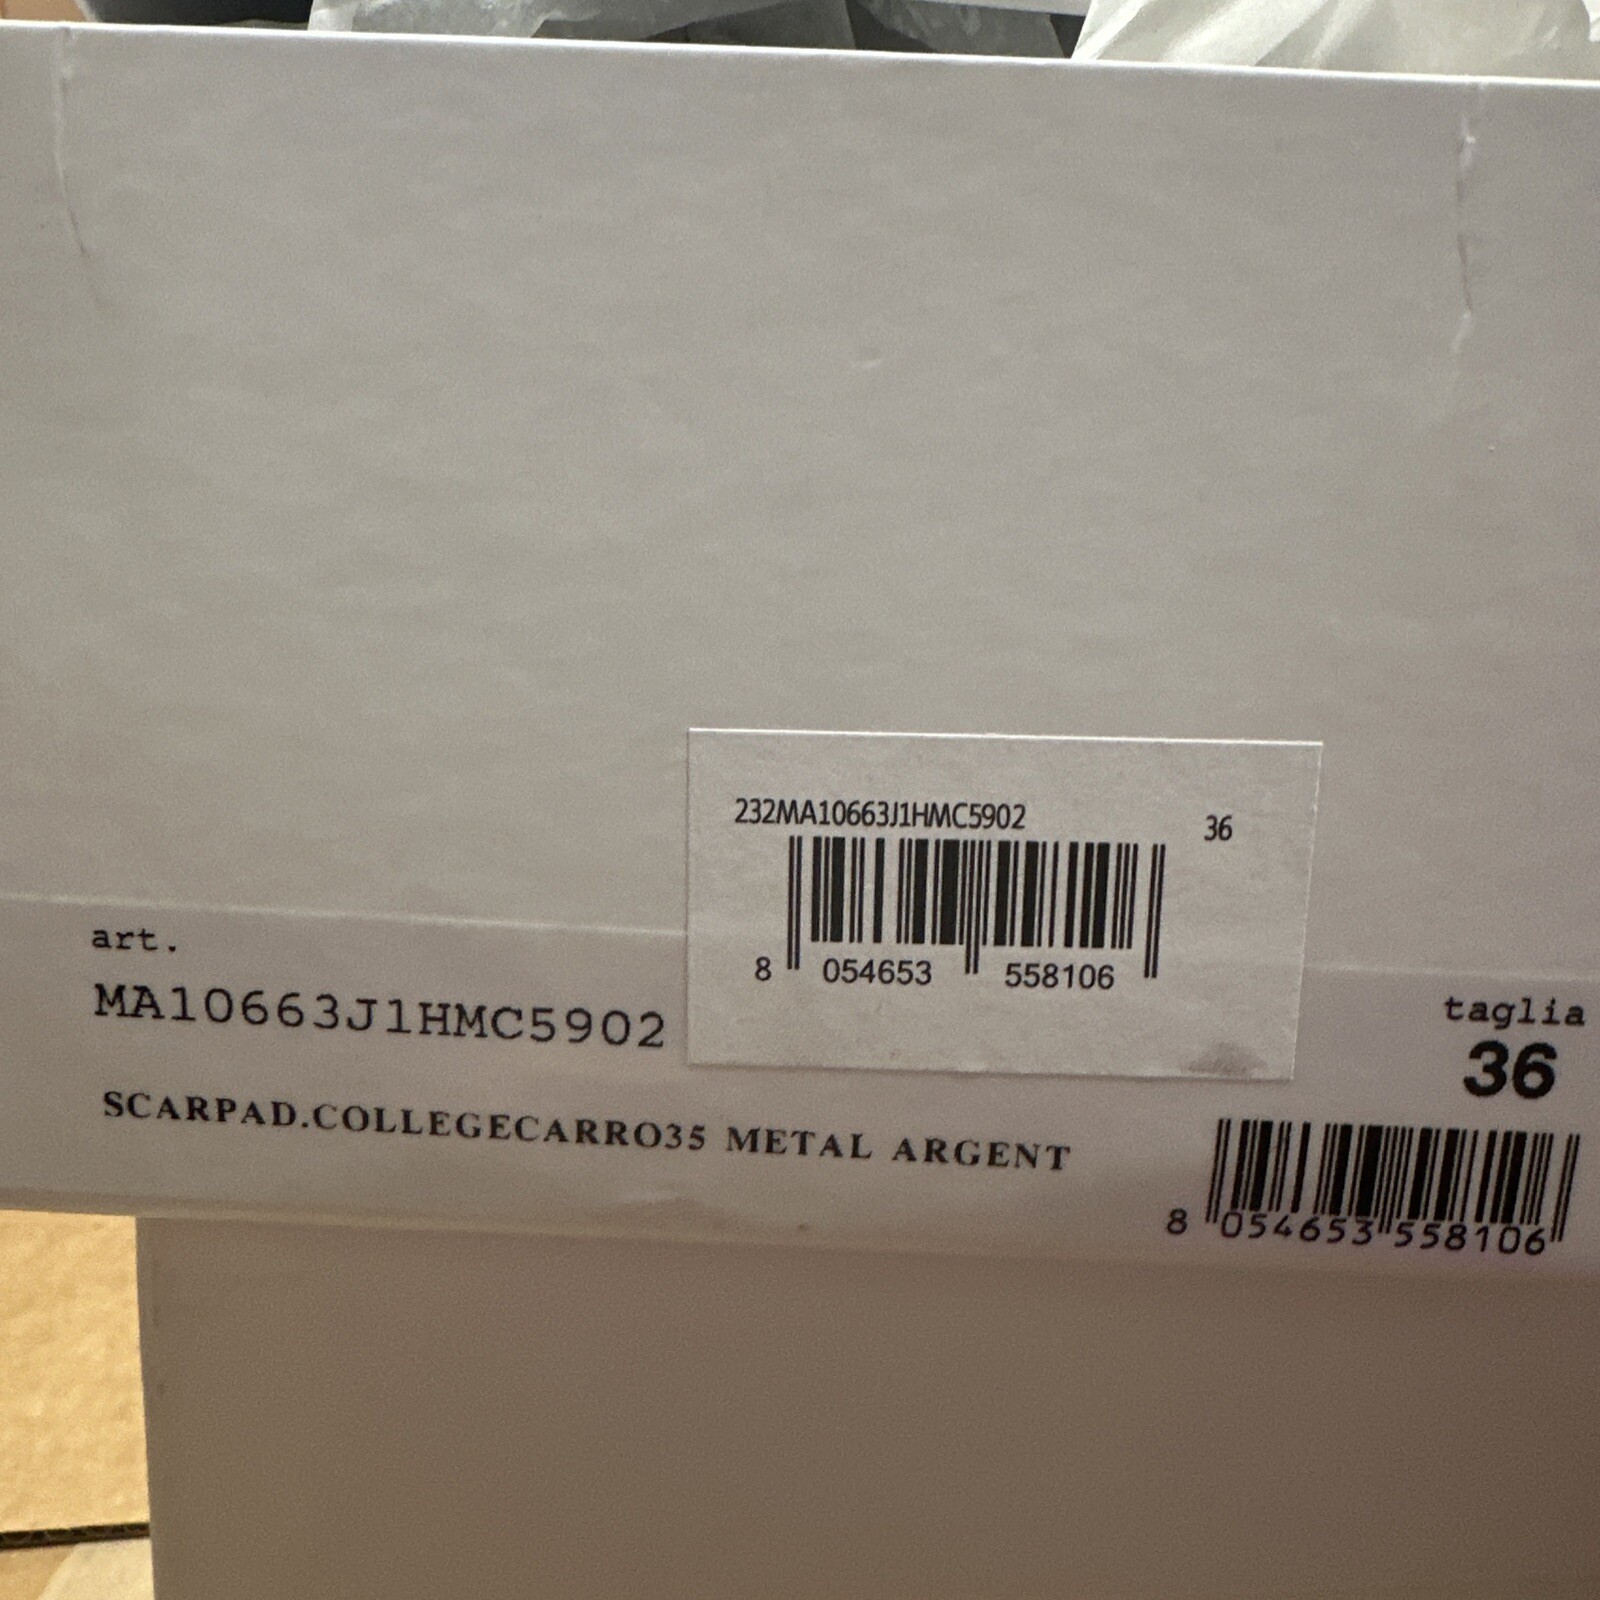 232MA10663J1HMC5902 36
8 054653 558106
art.
MA10663J1HMC5902
SCARPAD.COLLEGECARRO35 METAL ARGENT
taglia
36
8 054653 558106